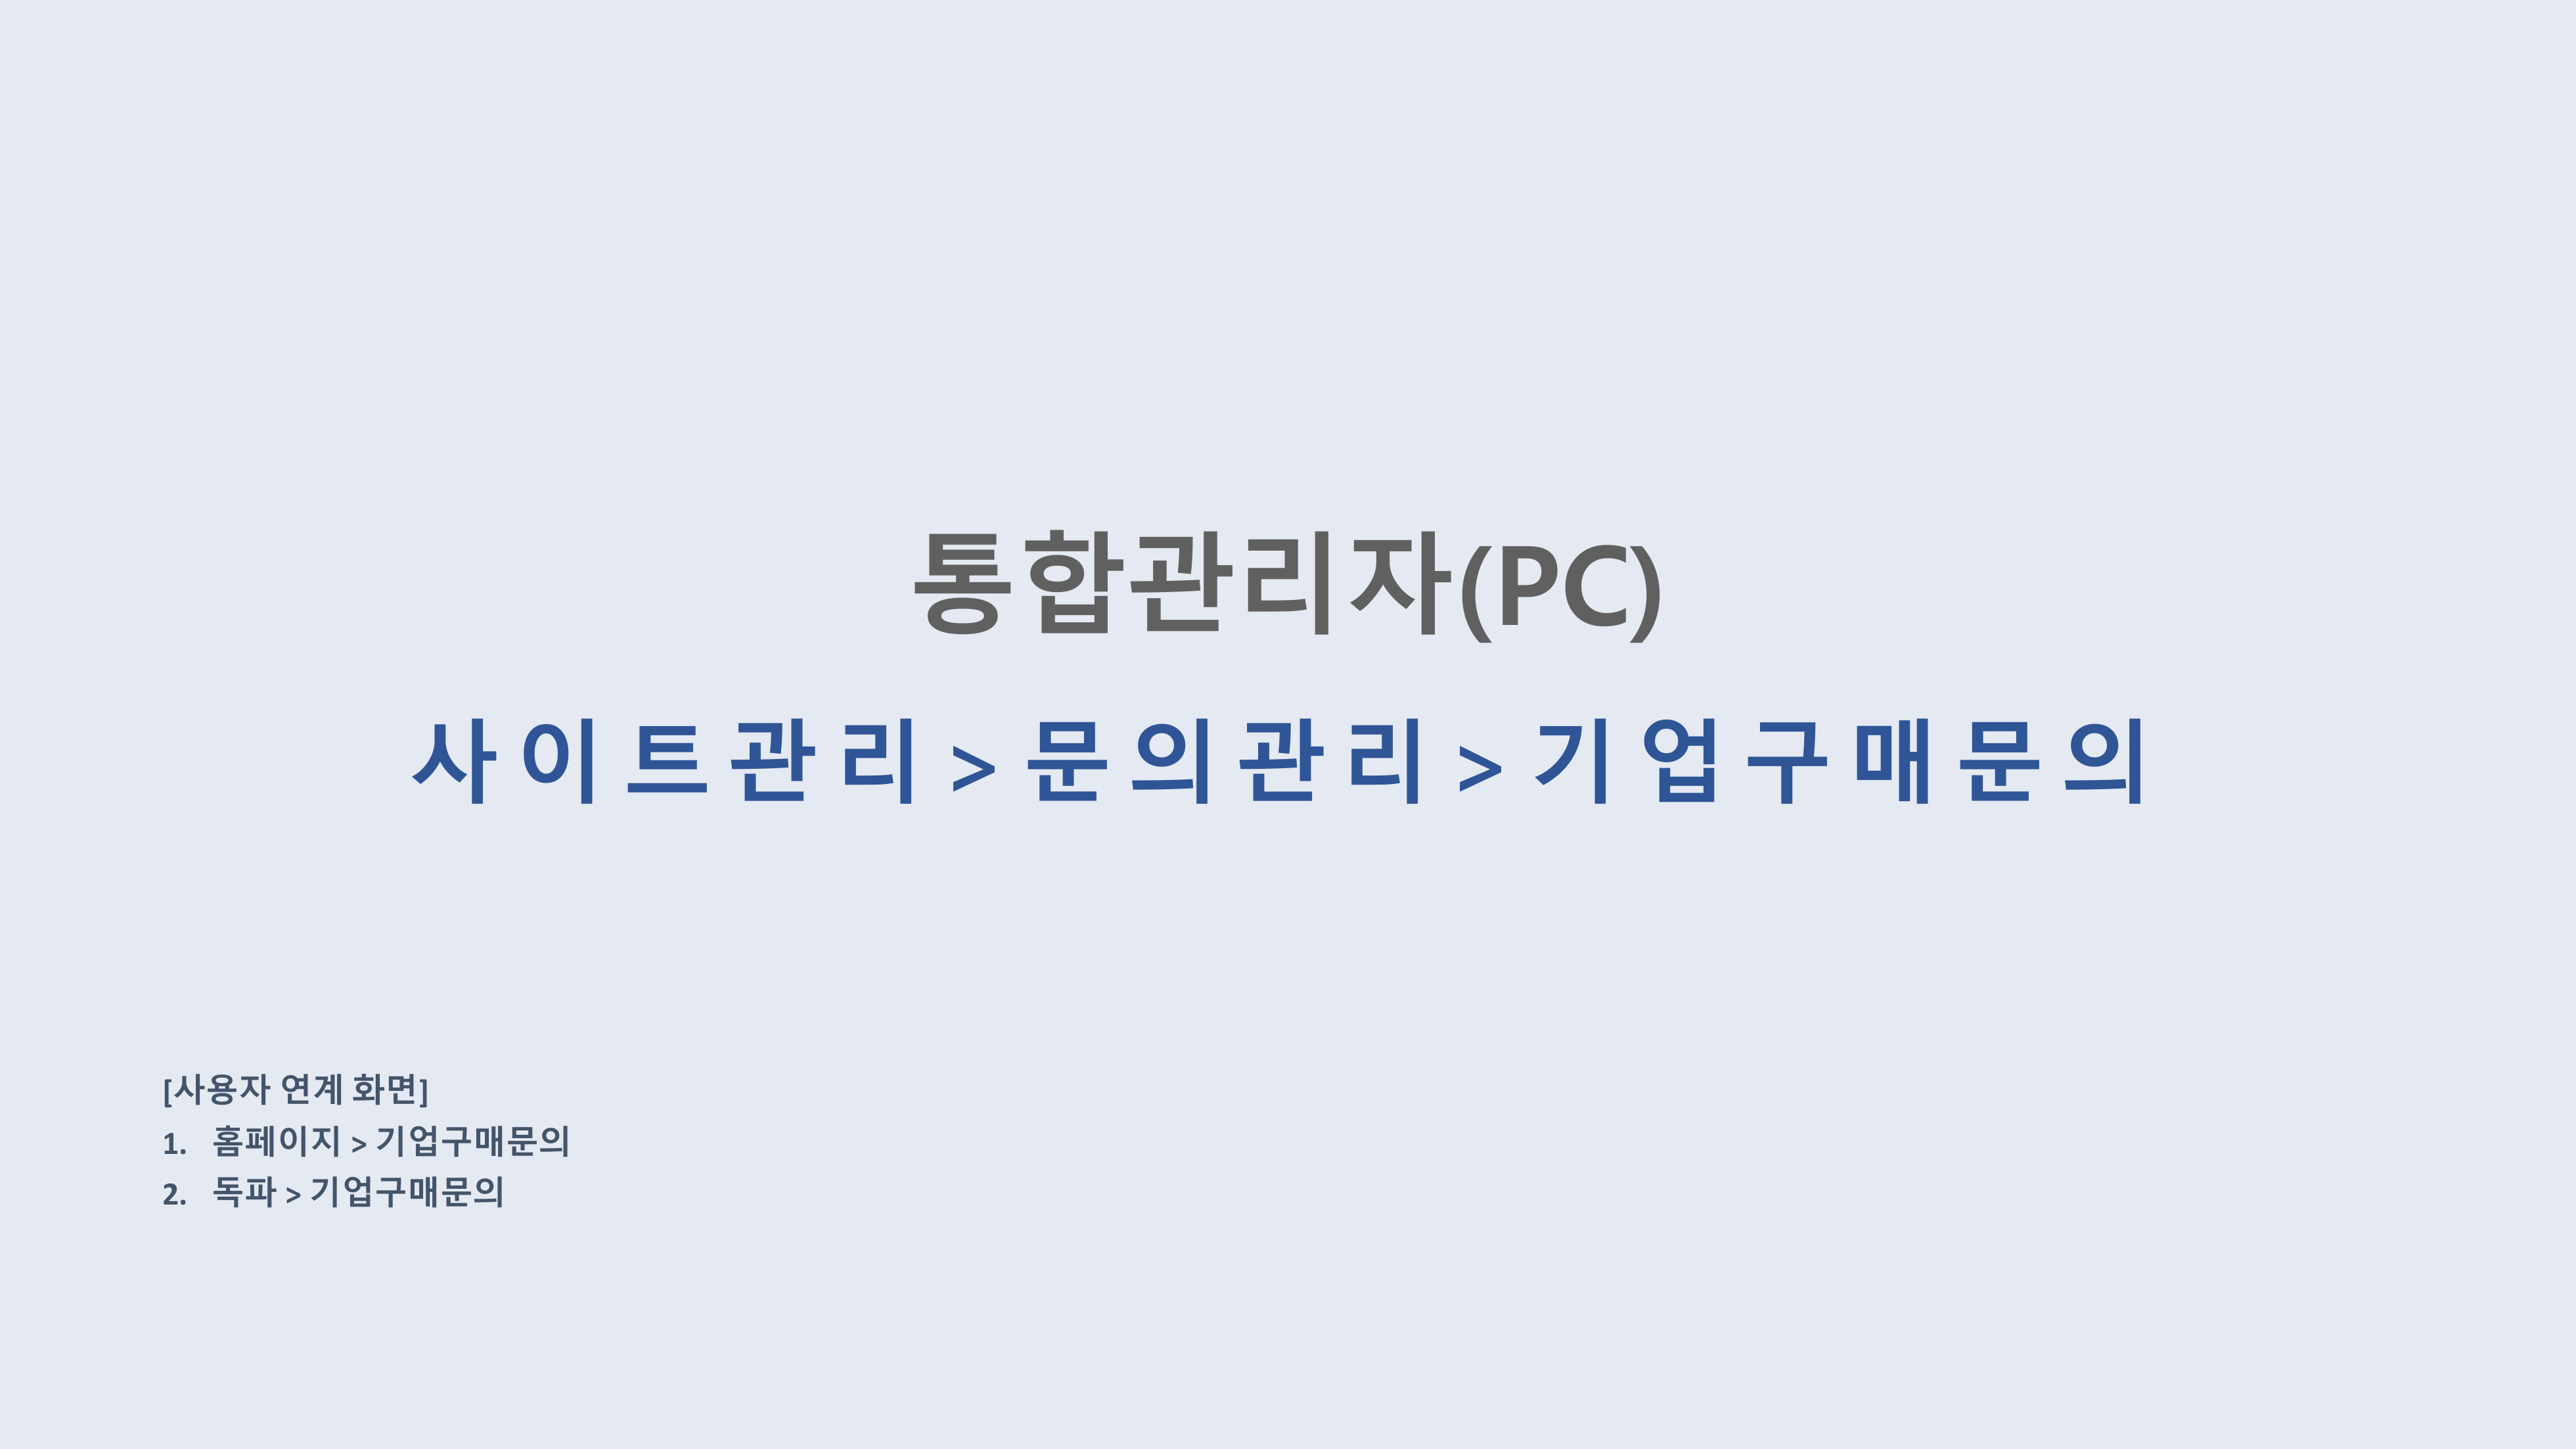 통합관리자(PC)
사이트관리 > 문의관리 > 기업구매문의
[사용자 연계 화면]
1. 홈페이지 > 기업구매문의
2. 독파 > 기업구매문의